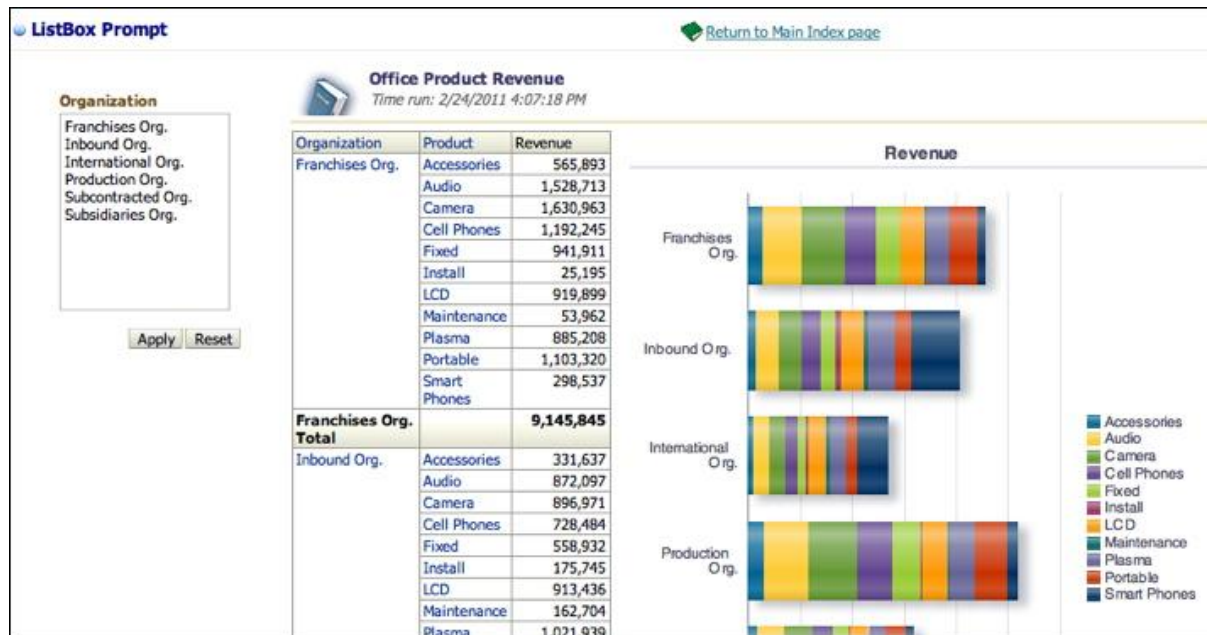 ListBox Prompt
Return to Main Index page
Organization
Franchises Org.
Inbound Org.
International Org.
Production Org.
Subcontracted Org.
Subsidiaries Org.
Apply Reset
Office Product Revenue
Time run: 2/24/2011 4:07:18 PM
Organization Product Revenue
Franchises Org. Accessories 565,893
Audio 1,528,713
Camera 1,630,963
Cell Phones 1,192,245
Fixed 941,911
Install 25,195
LCD 919,899
Maintenance 53,962
Plasma 885,208
Portable 1,103,320
Smart 298,537
Phones
Franchises Org. 9,145,845
Total
Inbound Org. Accessories 331,637
Audio 872,097
Camera 896,971
Cell Phones 728,484
Fixed 558,932
Install 175,745
LCD 913,436
Maintenance 162,704
Plasma 1,021,939
Revenue
Franchises
Org.
Inbound Org.
International
Org.
Production
Org.
Accessories
Audio
Camera
Cell Phones
Fixed
Install
LCD
Maintenance
Plasma
Portable
Smart Phones